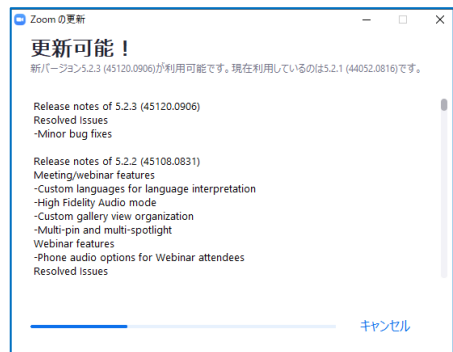 Zoom の更新
更新可能！
新バージョン5.2.3 (45120.0906)が利用可能です。現在利用しているのは5.2.1 (44052.0816)です。
Release notes of 5.2.3 (45120.0906)
Resolved Issues
-Minor bug fixes
Release notes of 5.2.2 (45108.0831)
Meeting/webinar features
-Custom languages for language interpretation
-High Fidelity Audio mode
-Custom gallery view organization
-Multi-pin and multi-spotlight
Webinar features
-Phone audio options for Webinar attendees
Resolved Issues
キャンセル